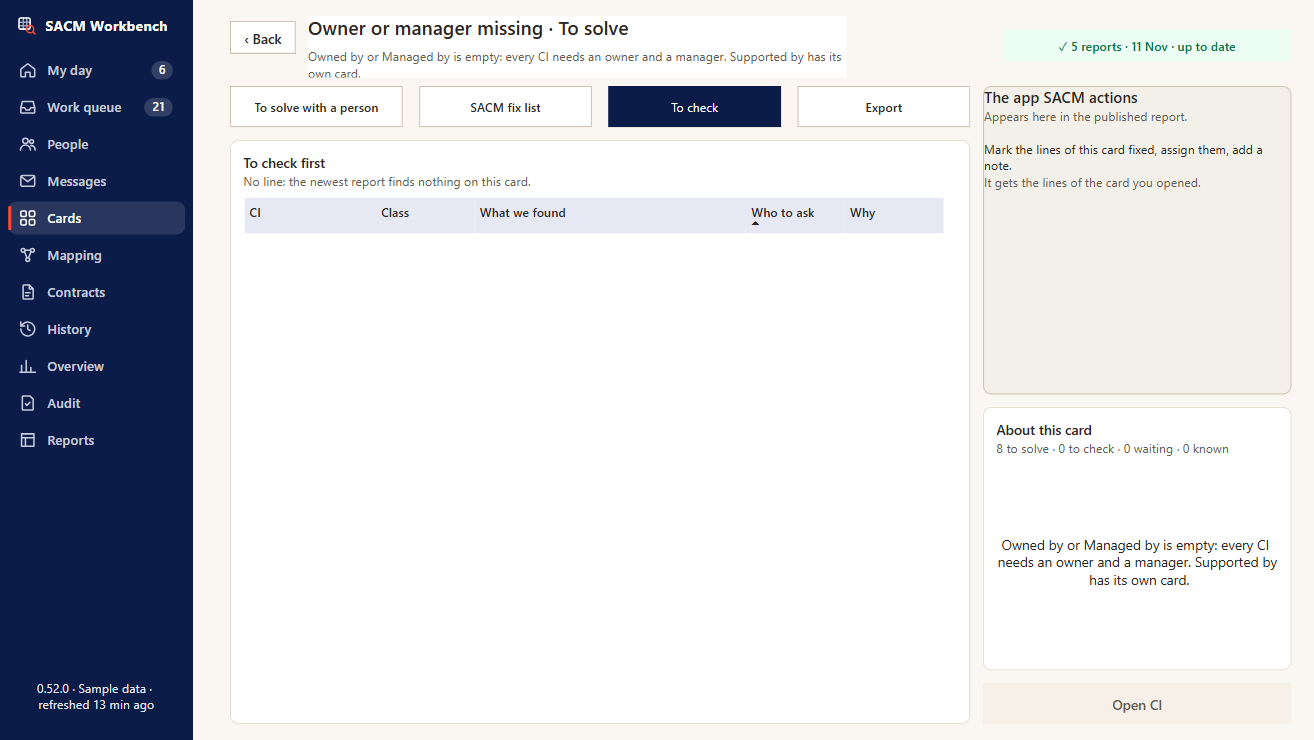 SACM Workbench
My day 6
Work queue 21
People
Messages
Cards
Mapping
Contracts
History
Overview
Audit
Reports
0.52.0 · Sample data ·
refreshed 13 min ago
‹ Back
Owner or manager missing · To solve
Owned by or Managed by is empty: every CI needs an owner and a manager. Supported by has its
own card.
✓ 5 reports · 11 Nov · up to date
To solve with a person
SACM fix list
To check
Export
To check first
No line: the newest report finds nothing on this card.
CI Class What we found Who to ask Why
The app SACM actions
Appears here in the published report.
Mark the lines of this card fixed, assign them, add a
note.
It gets the lines of the card you opened.
About this card
8 to solve · 0 to check · 0 waiting · 0 known
Owned by or Managed by is empty: every CI
needs an owner and a manager. Supported by
has its own card.
Open CI